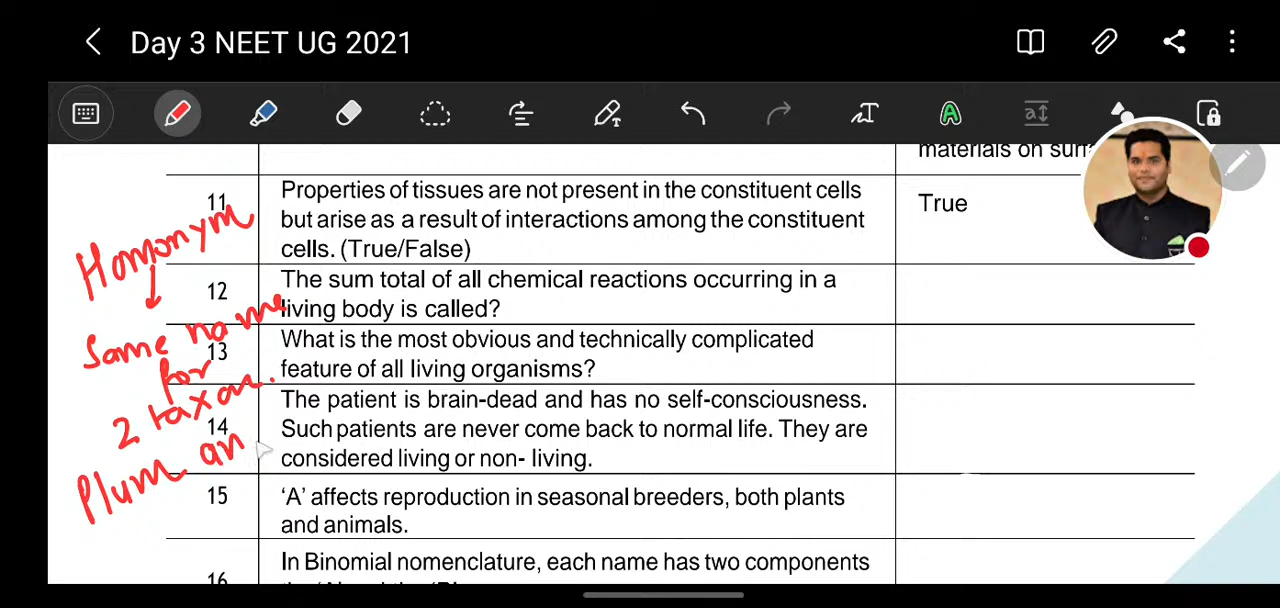 Day 3 NEET UG 2021
materials on surf
11 Properties of tissues are not present in the constituent cells
but arise as a result of interactions among the constituent
cells. (True/False)
True
12 The sum total of all chemical reactions occurring in a
living body is called?
13 What is the most obvious and technically complicated
feature of all living organisms?
14 The patient is brain-dead and has no self-consciousness.
Such patients are never come back to normal life. They are
considered living or non- living.
15 ‘A’ affects reproduction in seasonal breeders, both plants
and animals.
16 In Binomial nomenclature, each name has two components
Homonym
↓
Same name
for
2 taxon.
Plum an